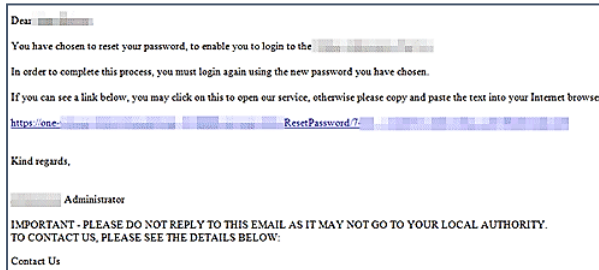 Dear
You have chosen to reset your password, to enable you to login to the
In order to complete this process, you must login again using the new password you have chosen.
If you can see a link below, you may click on this to open our service, otherwise please copy and paste the text into your Internet browse
https://one- ResetPassword/7-
Kind regards,
Administrator
IMPORTANT - PLEASE DO NOT REPLY TO THIS EMAIL AS IT MAY NOT GO TO YOUR LOCAL AUTHORITY.
TO CONTACT US, PLEASE SEE THE DETAILS BELOW:
Contact Us